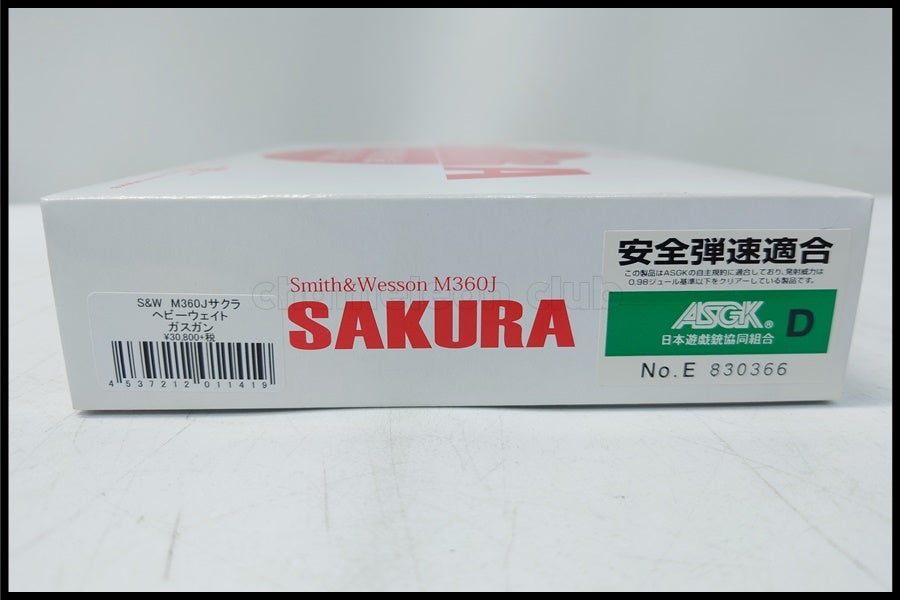 A
Smith&Wesson M360J
SAKURA
S&W M360Jサクラ
ヘビーウェイト
ガスガン
¥30,800+税
4 537212 011419
安全弾速適合
この製品はASGKの自主規約に適合しており、発射威力は
0.98ジュール基準以下をクリアーしている製品です。
ASGK® D
日本遊戯銃協同組合
No.E 830366